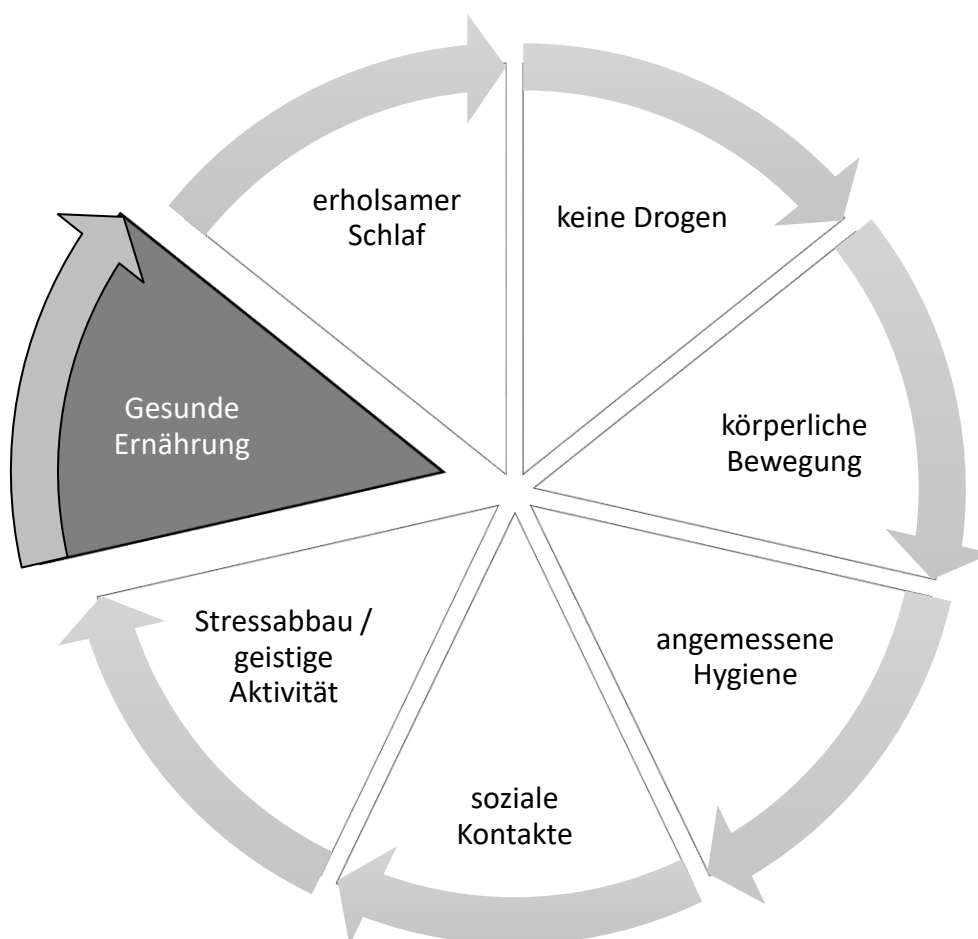 erholsamer
Schlaf
keine Drogen
körperliche
Bewegung
angemessene
Hygiene
soziale
Kontakte
Stressabbau /
geistige
Aktivität
Gesunde
Ernährung